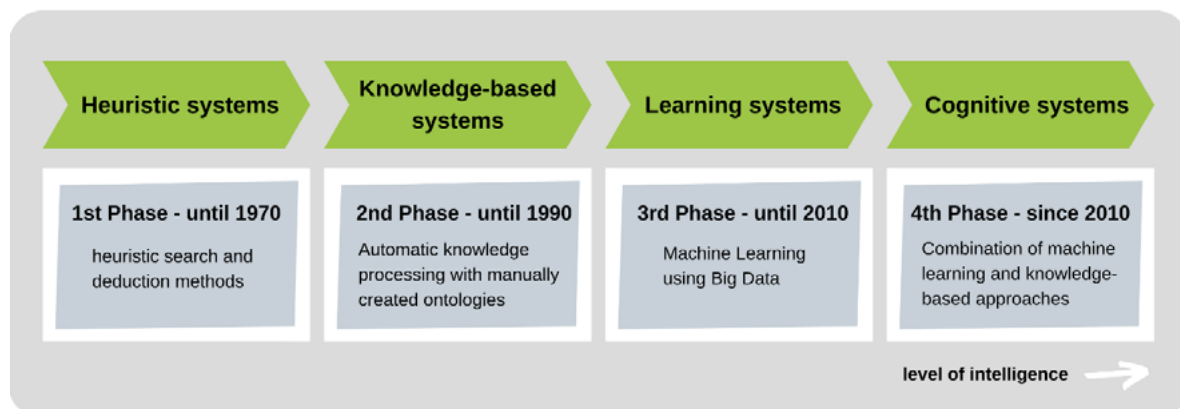 Heuristic systems
Knowledge-based
systems
Learning systems
Cognitive systems
1st Phase - until 1970
heuristic search and
deduction methods
2nd Phase - until 1990
Automatic knowledge
processing with manually
created ontologies
3rd Phase - until 2010
Machine Learning
using Big Data
4th Phase - since 2010
Combination of machine
learning and knowledge-
based approaches
level of intelligence